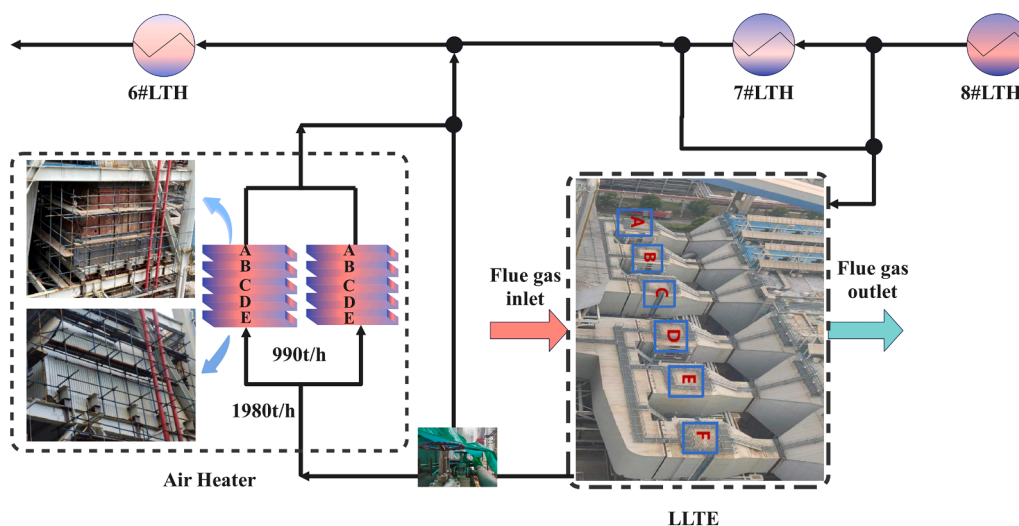 6#LTH
7#LTH
8#LTH
A
B
C
D
E
A
B
C
D
E
990t/h
1980t/h
Air Heater
Flue gas
inlet
A
B
C
D
E
F
Flue gas
outlet
LLTE